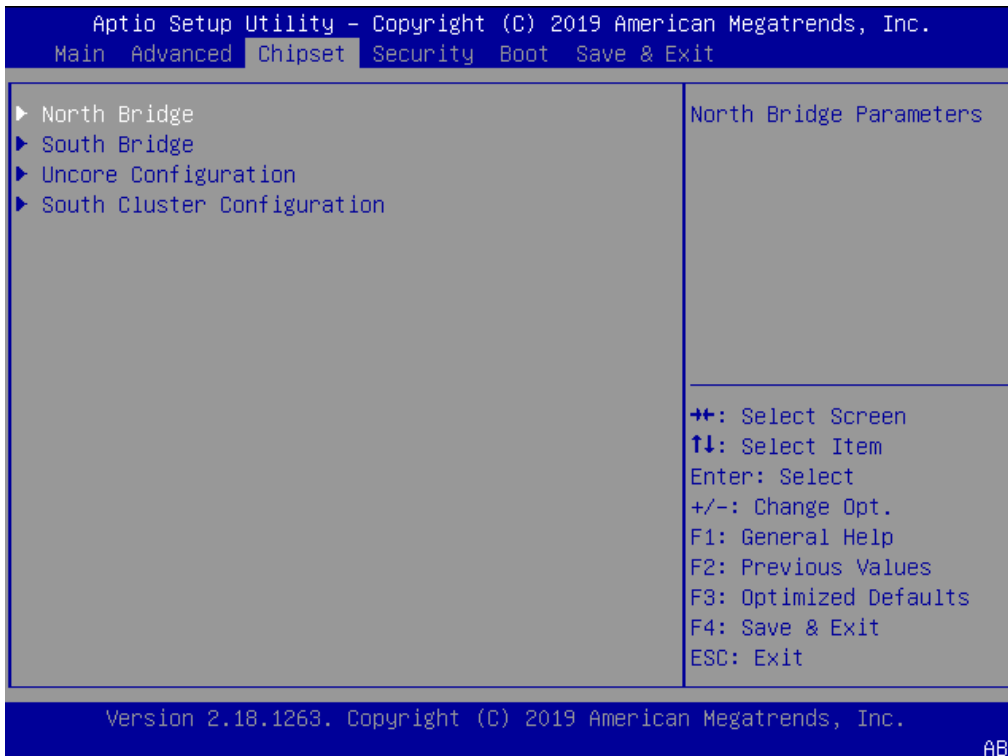 Aptio Setup Utility – Copyright (C) 2019 American Megatrends, Inc.
Main Advanced Chipset Security Boot Save & Exit
▶ North Bridge
▶ South Bridge
▶ Uncore Configuration
▶ South Cluster Configuration
North Bridge Parameters
→←: Select Screen
↑↓: Select Item
Enter: Select
+/-: Change Opt.
F1: General Help
F2: Previous Values
F3: Optimized Defaults
F4: Save & Exit
ESC: Exit
Version 2.18.1263. Copyright (C) 2019 American Megatrends, Inc.
AB